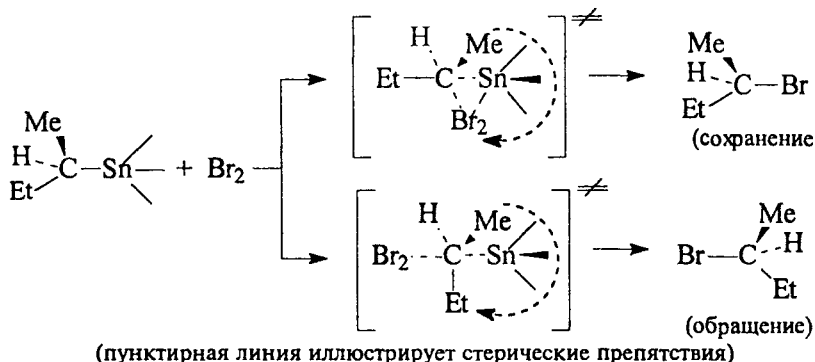 H
Me
Et—C—Sn
Br₂
≠
Me
H
C—Br
Et
(сохранение
Me
H
C—Sn
Et
+ Br₂
H
Me
Br₂ C—Sn
Et
≠
Me
H
Br—C
Et
(обращение)
(пунктирная линия иллюстрирует стерические препятствия)